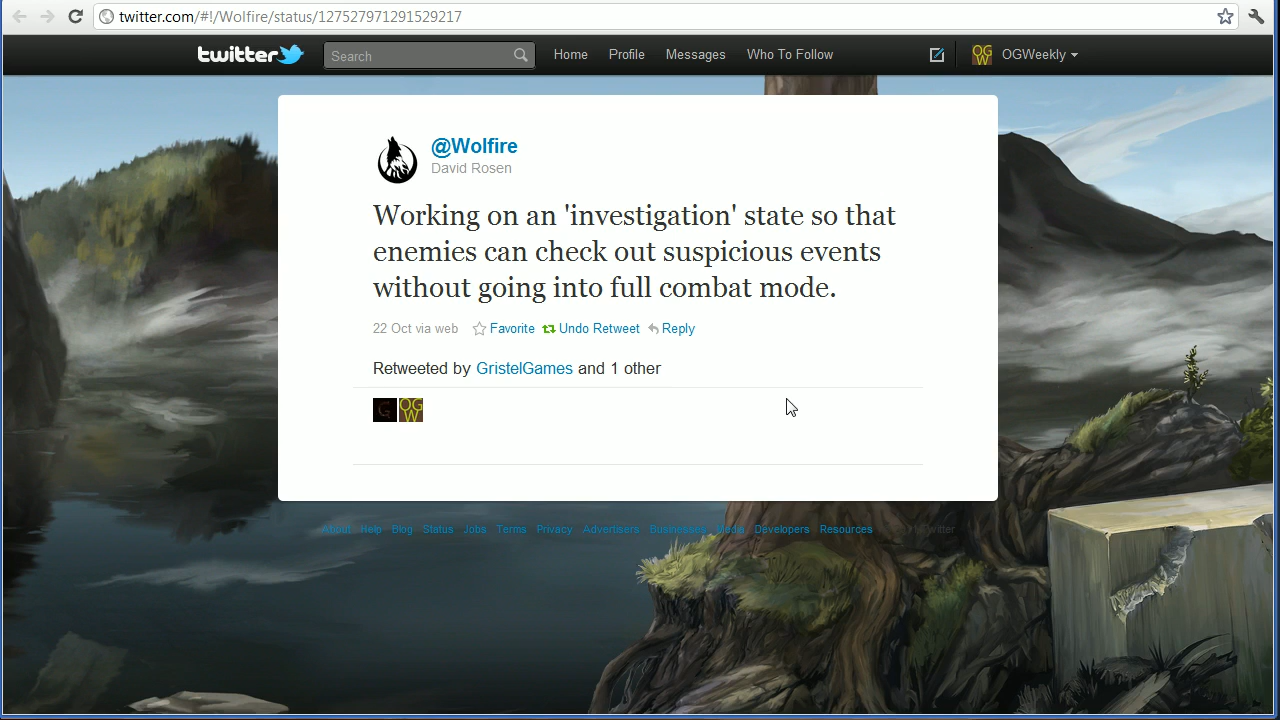 twitter.com/#!/Wolfire/status/127527971291529217
twitter Search Home Profile Messages Who To Follow OGWeekly
@Wolfire
David Rosen
Working on an 'investigation' state so that
enemies can check out suspicious events
without going into full combat mode.
22 Oct via web Favorite Undo Retweet Reply
Retweeted by GristelGames and 1 other
OG
W
About Help Blog Status Jobs Terms Privacy Advertisers Businesses Media Developers Resources Twitter